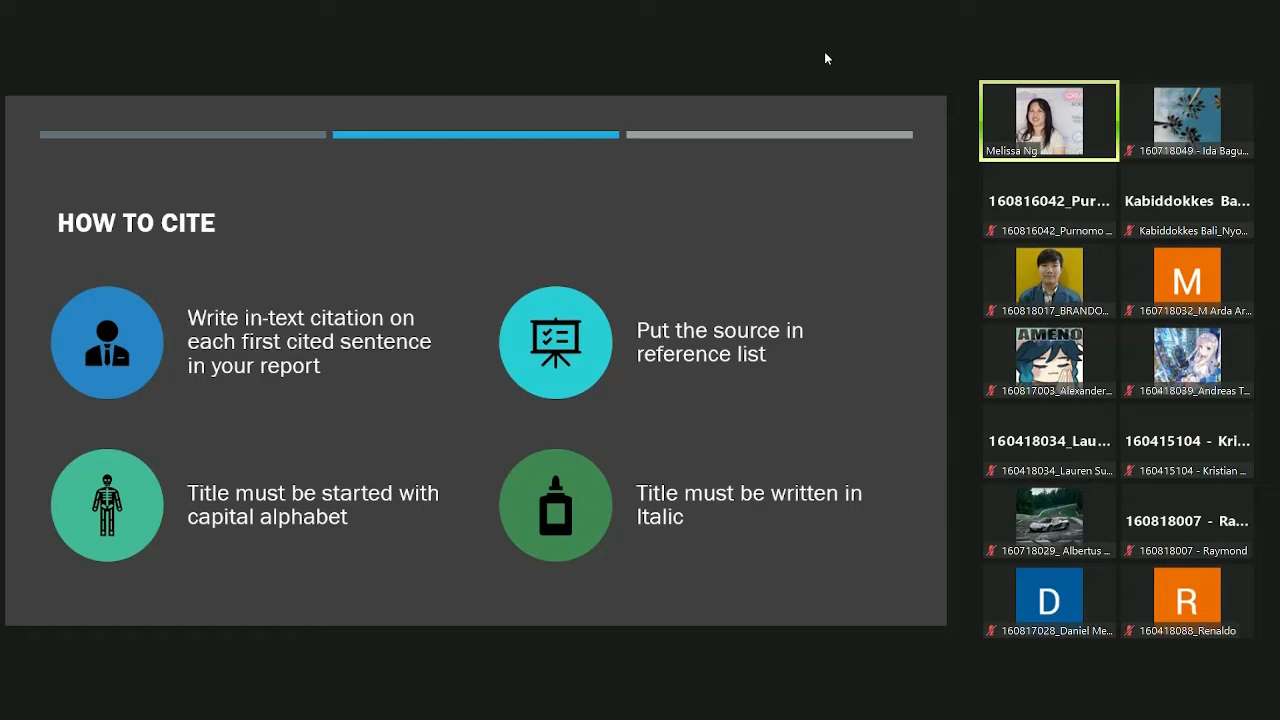 HOW TO CITE
Write in-text citation on
each first cited sentence
in your report
Put the source in
reference list
Title must be started with
capital alphabet
Title must be written in
Italic
Melissa Ng
160718049 - Ida Bagu...
160816042_Pur...
160816042_Purnomo ...
Kabiddokkes Ba...
Kabiddokkes Bali_Nyo...
160818017_BRANDO...
M
160718032_M Arda Ar...
AMENO
160817003_Alexander...
160418039_Andreas T...
160418034_Lau...
160418034_Lauren Su...
160415104 - Kri...
160415104 - Kristian ...
160718029_ Albertus ...
160818007 - Ra...
160818007 - Raymond
D
160817028_Daniel Me...
R
160418088_Renaldo